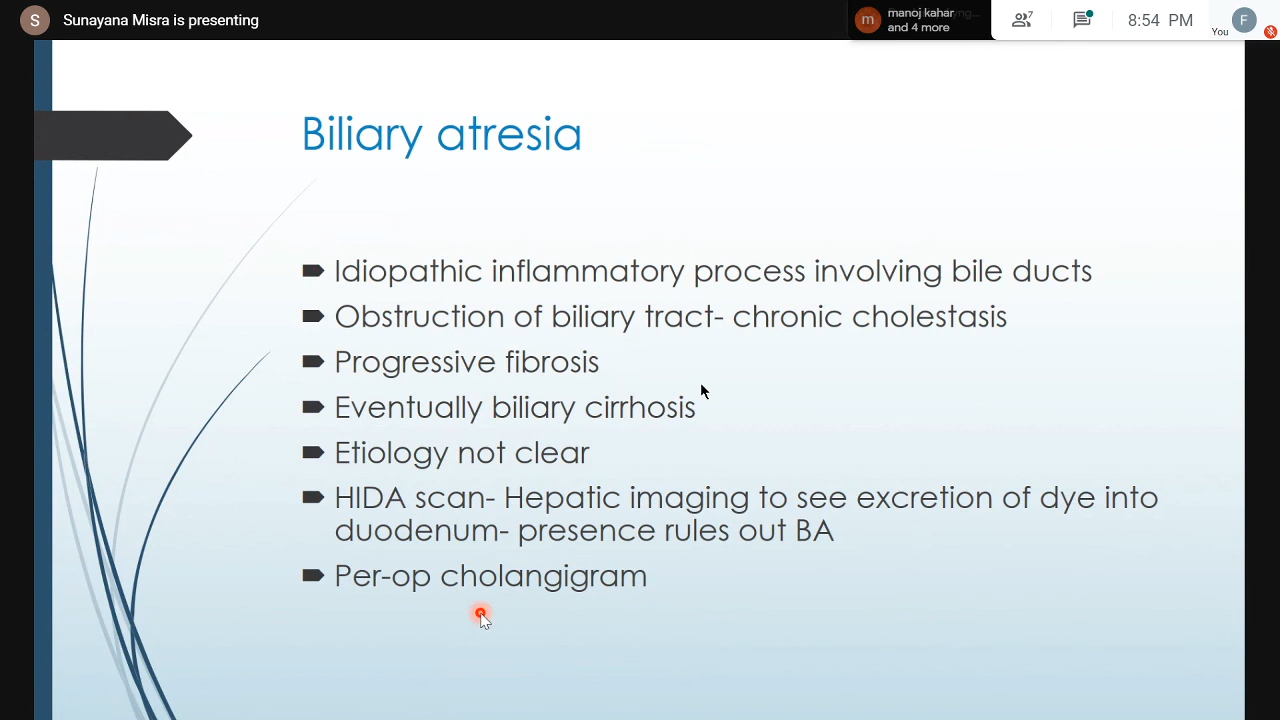 S Sunayana Misra is presenting
m manoj kahar
and 4 more
7
8:54 PM
You
F
Biliary atresia
Idiopathic inflammatory process involving bile ducts
Obstruction of biliary tract- chronic cholestasis
Progressive fibrosis
Eventually biliary cirrhosis
Etiology not clear
HIDA scan- Hepatic imaging to see excretion of dye into
duodenum- presence rules out BA
Per-op cholangigram